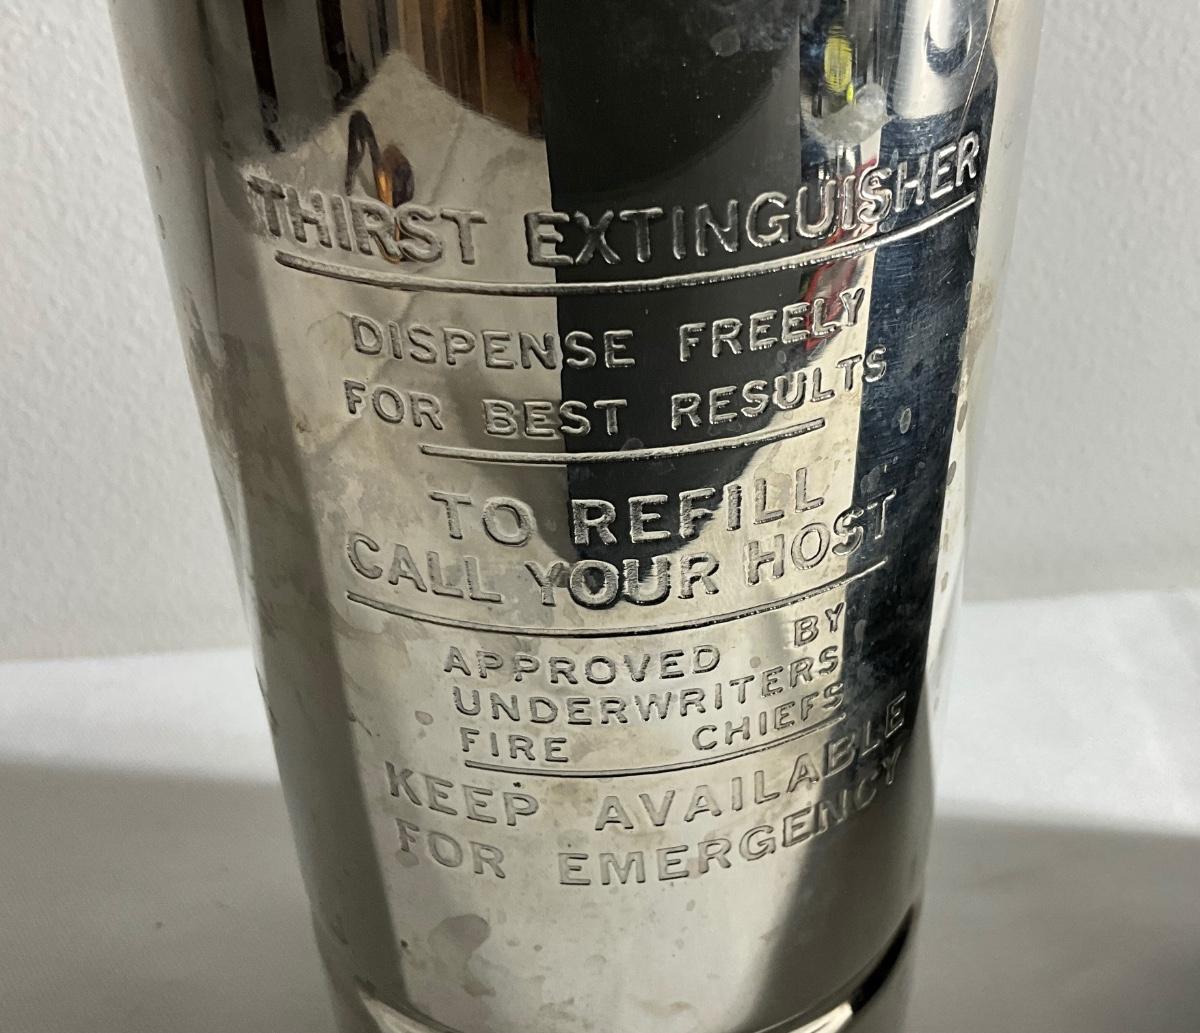 THIRST EXTINGUISHER
DISPENSE FREELY
FOR BEST RESULTS
TO REFILL
CALL YOUR HOST
APPROVED BY
UNDERWRITERS
FIRE CHIEFS
KEEP AVAILABLE
FOR EMERGENCY